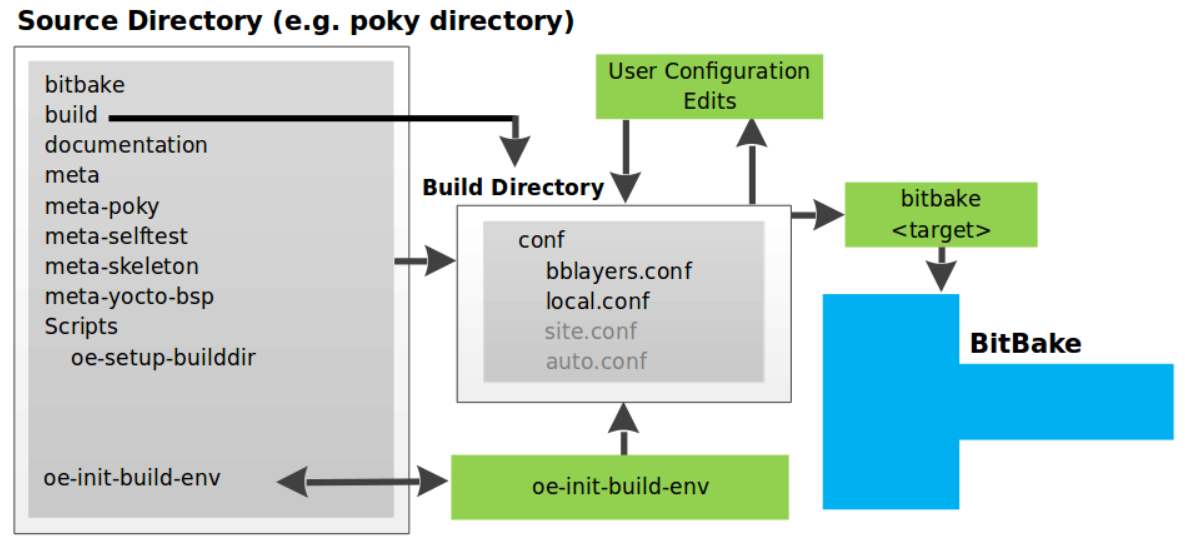 Source Directory (e.g. poky directory)
bitbake
build
documentation
meta
meta-poky
meta-selftest
meta-skeleton
meta-yocto-bsp
Scripts
oe-setup-builddir
oe-init-build-env
User Configuration
Edits
Build Directory
conf
bblayers.conf
local.conf
site.conf
auto.conf
oe-init-build-env
bitbake
<target>
BitBake